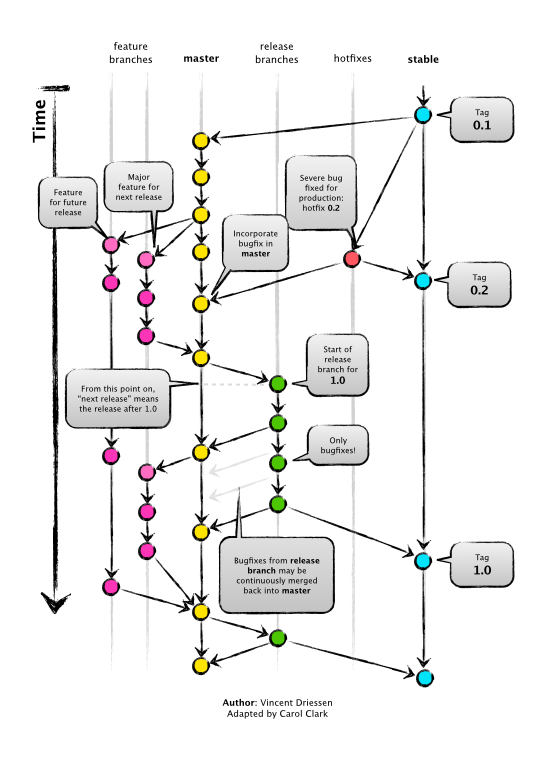 feature
branches
master
release
branches
hotfixes
stable
Time
Tag
0.1
Major
feature for
next release
Feature
for future
release
Severe bug
fixed for
production:
hotfix 0.2
Incorporate
bugfix in
master
Tag
0.2
Start of
release
branch for
1.0
From this point on,
"next release" means
the release after 1.0
Only
bugfixes!
Bugfixes from release
branch may be
continuously merged
back into master
Tag
1.0
Author: Vincent Driessen
Adapted by Carol Clark